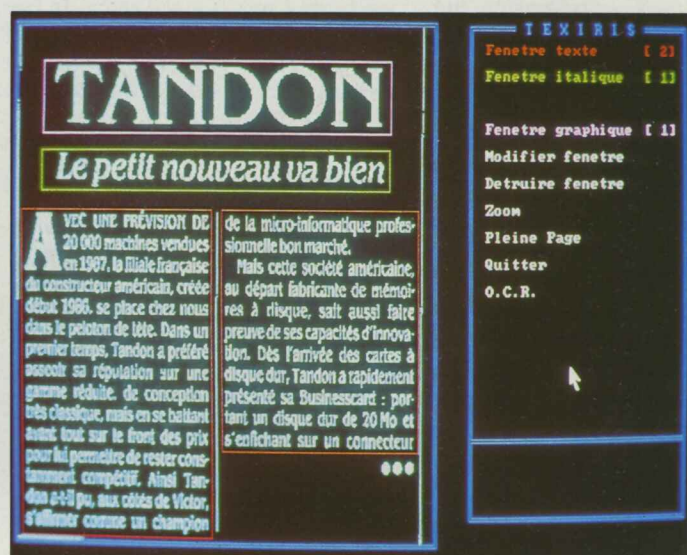 TANDON
Le petit nouveau va bien
AVEC UNE PRÉVISION DE
20 000 machines vendues
en 1987, la filiale française
du constructeur américain, créée
début 1986, se place chez nous
dans le peloton de tête. Dans un
premier temps, Tandon a préféré
asseoir sa réputation sur une
gamme réduite, de conception
très classique, mais en se battant
avant tout sur le front des prix
pour lui permettre de rester cons-
tamment compétitif. Ainsi Tan-
don a-t-il pu, aux côtés de Victor,
s'affirmer comme un champion
de la micro-informatique profes-
sionnelle bon marché.
Mais cette société américaine,
au départ fabricante de mémoi-
res à disque, sait aussi faire
preuve de ses capacités d'innova-
tion. Dès l'arrivée des cartes à
disque dur, Tandon a rapidement
présenté sa Businesscard : por-
tant un disque dur de 20 Mo et
s'enfichant sur un connecteur
●●●
TEXIRIS
Fenetre texte [ 2]
Fenetre italique [ 1]
Fenetre graphique [ 1]
Modifier fenetre
Detruire fenetre
Zoom
Pleine Page
Quitter
O.C.R.